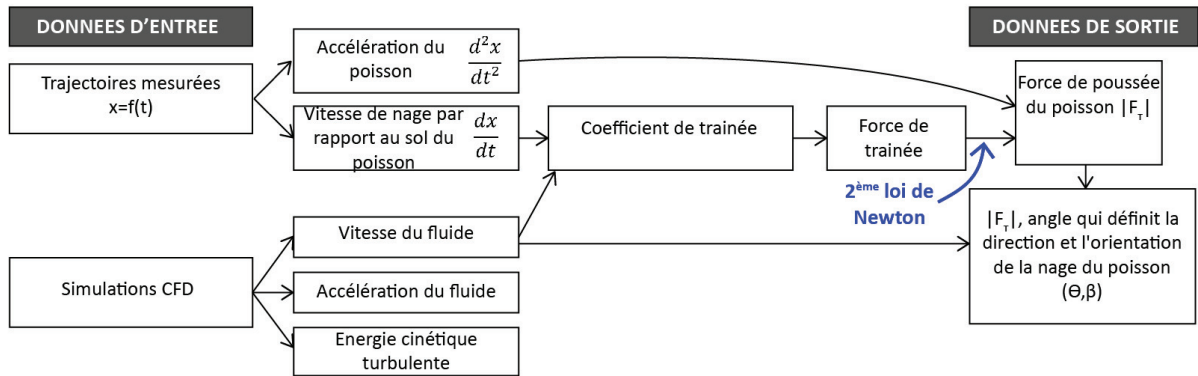 DONNEES D'ENTREE
Trajectoires mesurées
x=f(t)
Simulations CFD
Accélération du
poisson
d²x
dt²
Vitesse de nage par
rapport au sol du
poisson
dx
dt
Vitesse du fluide
Accélération du fluide
Energie cinétique
turbulente
Coefficient de trainée
Force de
trainée
2ème loi de
Newton
DONNEES DE SORTIE
Force de poussée
du poisson |Fτ|
|Fτ|, angle qui définit la
direction et l'orientation
de la nage du poisson
(Θ,β)